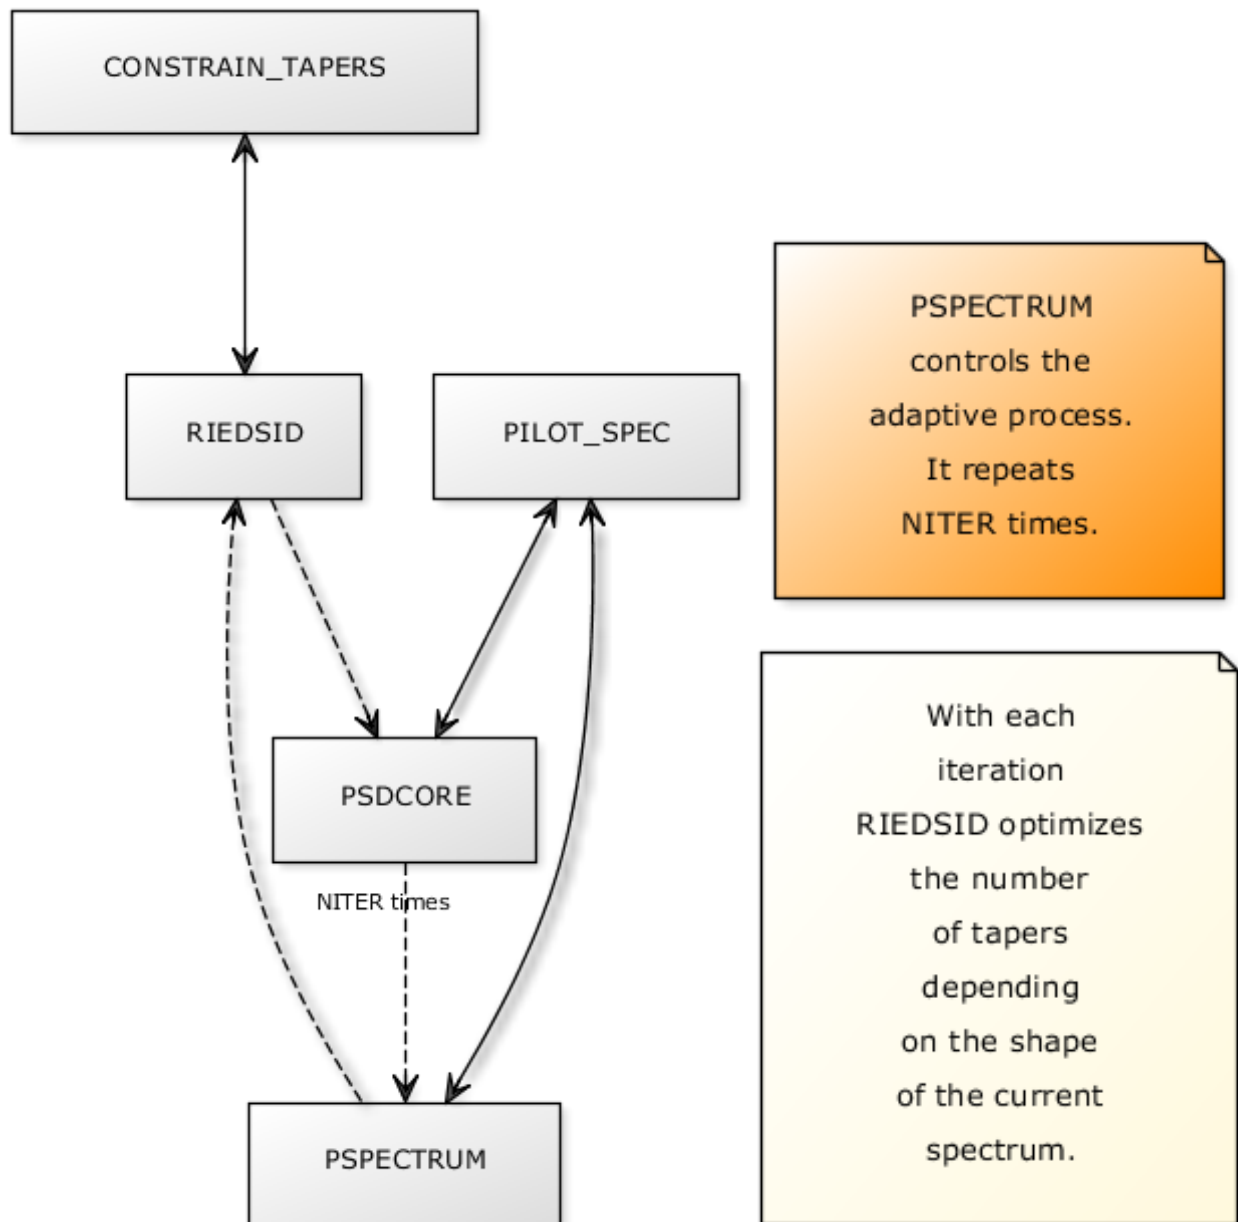 CONSTRAIN_TAPERS
RIEDSID
PILOT_SPEC
PSDCORE
NITER times
PSPECTRUM
PSPECTRUM
controls the
adaptive process.
It repeats
NITER times.
With each
iteration
RIEDSID optimizes
the number
of tapers
depending
on the shape
of the current
spectrum.